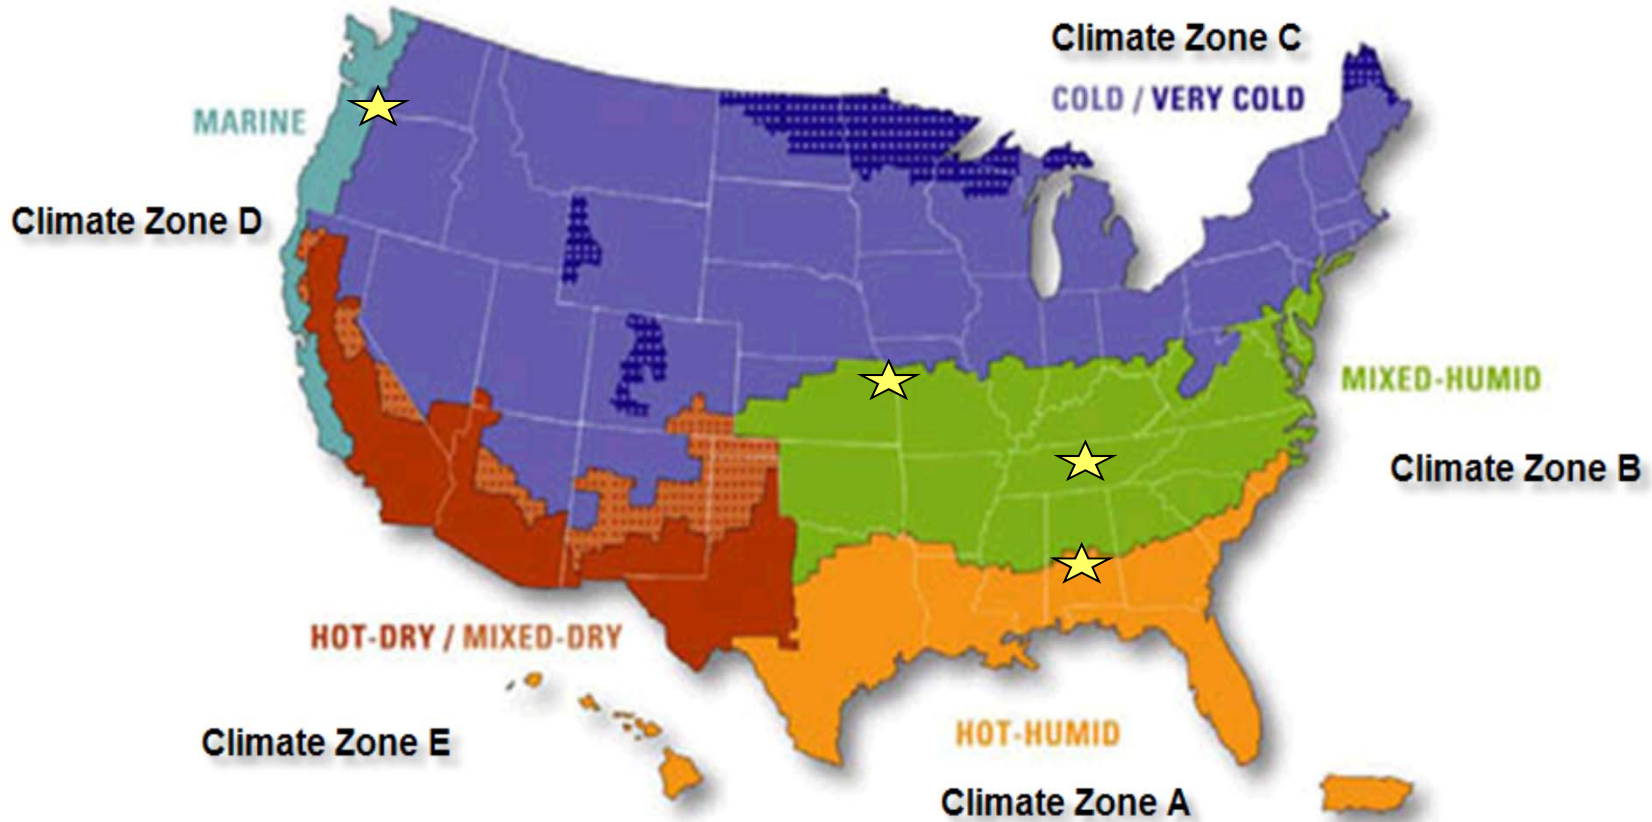 Climate Zone C
COLD / VERY COLD
MARINE
Climate Zone D
MIXED-HUMID
Climate Zone B
HOT-DRY / MIXED-DRY
Climate Zone E
HOT-HUMID
Climate Zone A